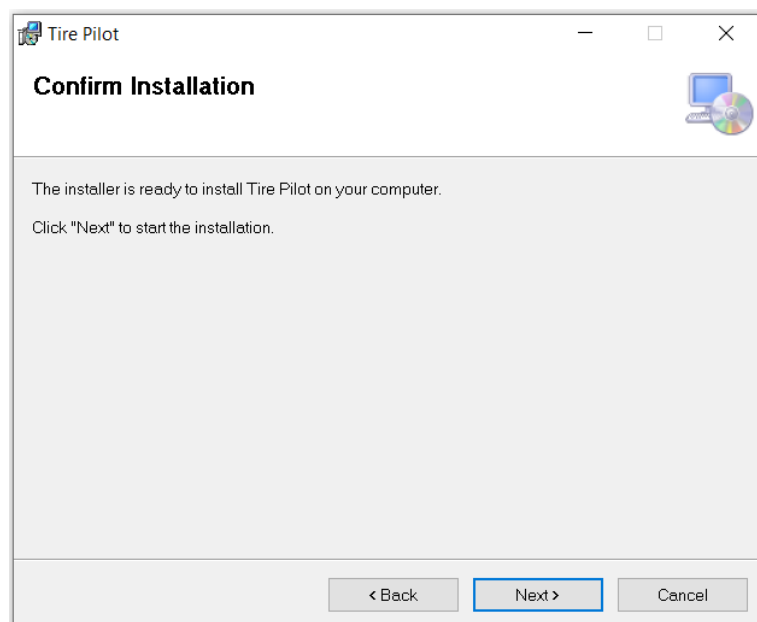 Tire Pilot
Confirm Installation
The installer is ready to install Tire Pilot on your computer.
Click "Next" to start the installation.
< Back
Next >
Cancel